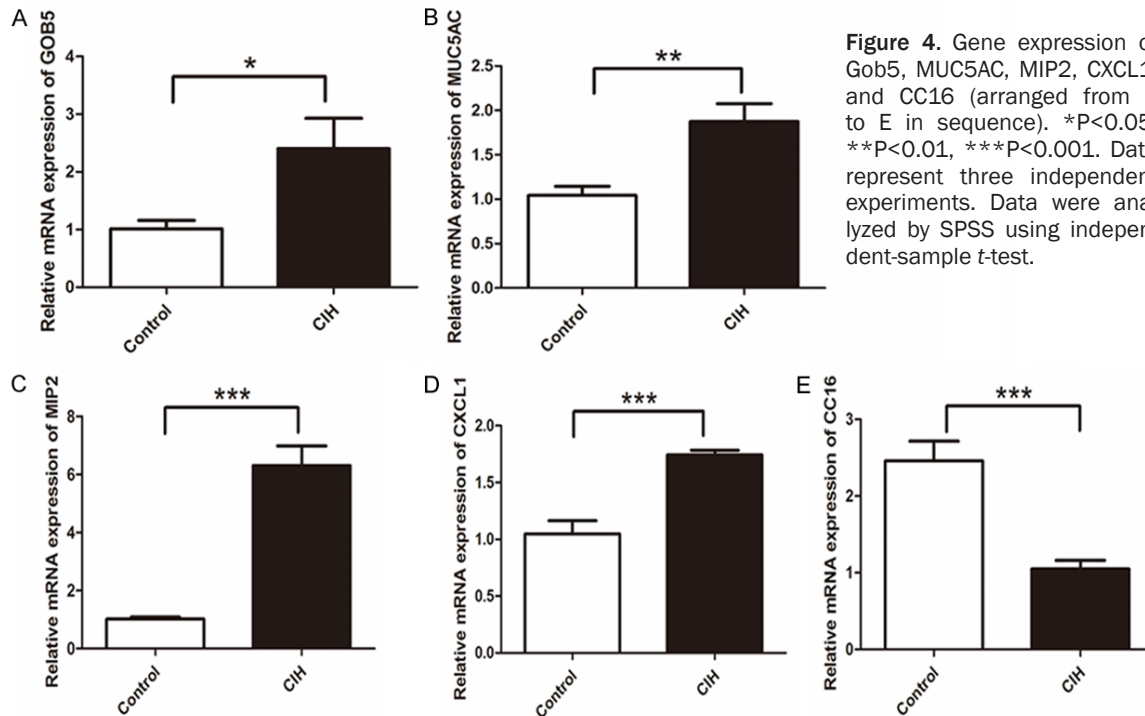 A
Relative mRNA expression of GOB5
4
3
2
1
0
*
Control
CIH
B
Relative mRNA expression of MUC5AC
2.5
2.0
1.5
1.0
0.5
0.0
**
Control
CIH
Figure 4. Gene expression o
Gob5, MUC5AC, MIP2, CXCL1
and CC16 (arranged from
to E in sequence). *P<0.05
**P<0.01, ***P<0.001. Dat
represent three independen
experiments. Data were ana
lyzed by SPSS using indepen
dent-sample t-test.
C
Relative mRNA expression of MIP2
8
6
4
2
0
***
Control
CIH
D
Relative mRNA expression of CXCL1
2.0
1.5
1.0
0.5
0.0
***
Control
CIH
E
Relative mRNA expression of CC16
3
2
1
0
***
Control
CIH